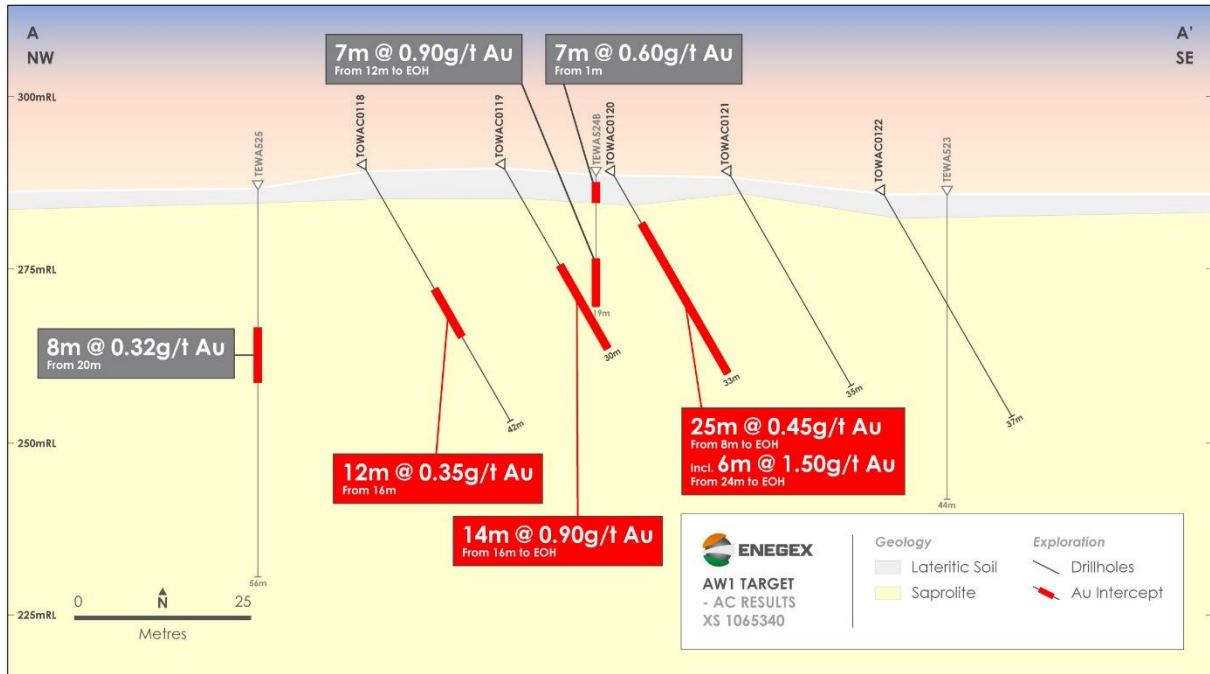 A
NW
A'
SE
7m @ 0.90g/t Au
From 12m to EOH
7m @ 0.60g/t Au
From 1m
300mRL
TEWA525
TOWAC0118
TOWAC0119
TEWA524B
TOWAC0120
TOWAC0121
TOWAC0122
TEWA523
275mRL
19m
8m @ 0.32g/t Au
From 20m
30m
33m
35m
42m
37m
250mRL
25m @ 0.45g/t Au
From 8m to EOH
Incl. 6m @ 1.50g/t Au
From 24m to EOH
12m @ 0.35g/t Au
From 16m
14m @ 0.90g/t Au
From 16m to EOH
44m
56m
225mRL
0
N
25
Metres
ENEGEX
AW1 TARGET
- AC RESULTS
XS 1065340
Geology
Lateritic Soil
Saprolite
Exploration
Drillholes
Au Intercept